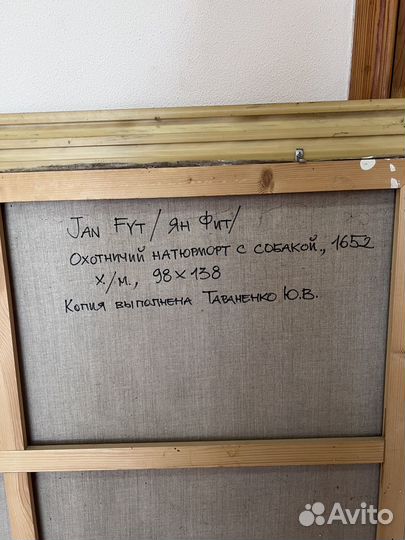 JAN FYT / ЯН ФИТ/
ОХОТНИЧИЙ НАТЮРМОРТ С СОБАКОЙ., 1652
Х/М., 98 х 138
КОПИЯ ВЫПОЛНЕНА ТАВАНЕНКО Ю.В.
Avito